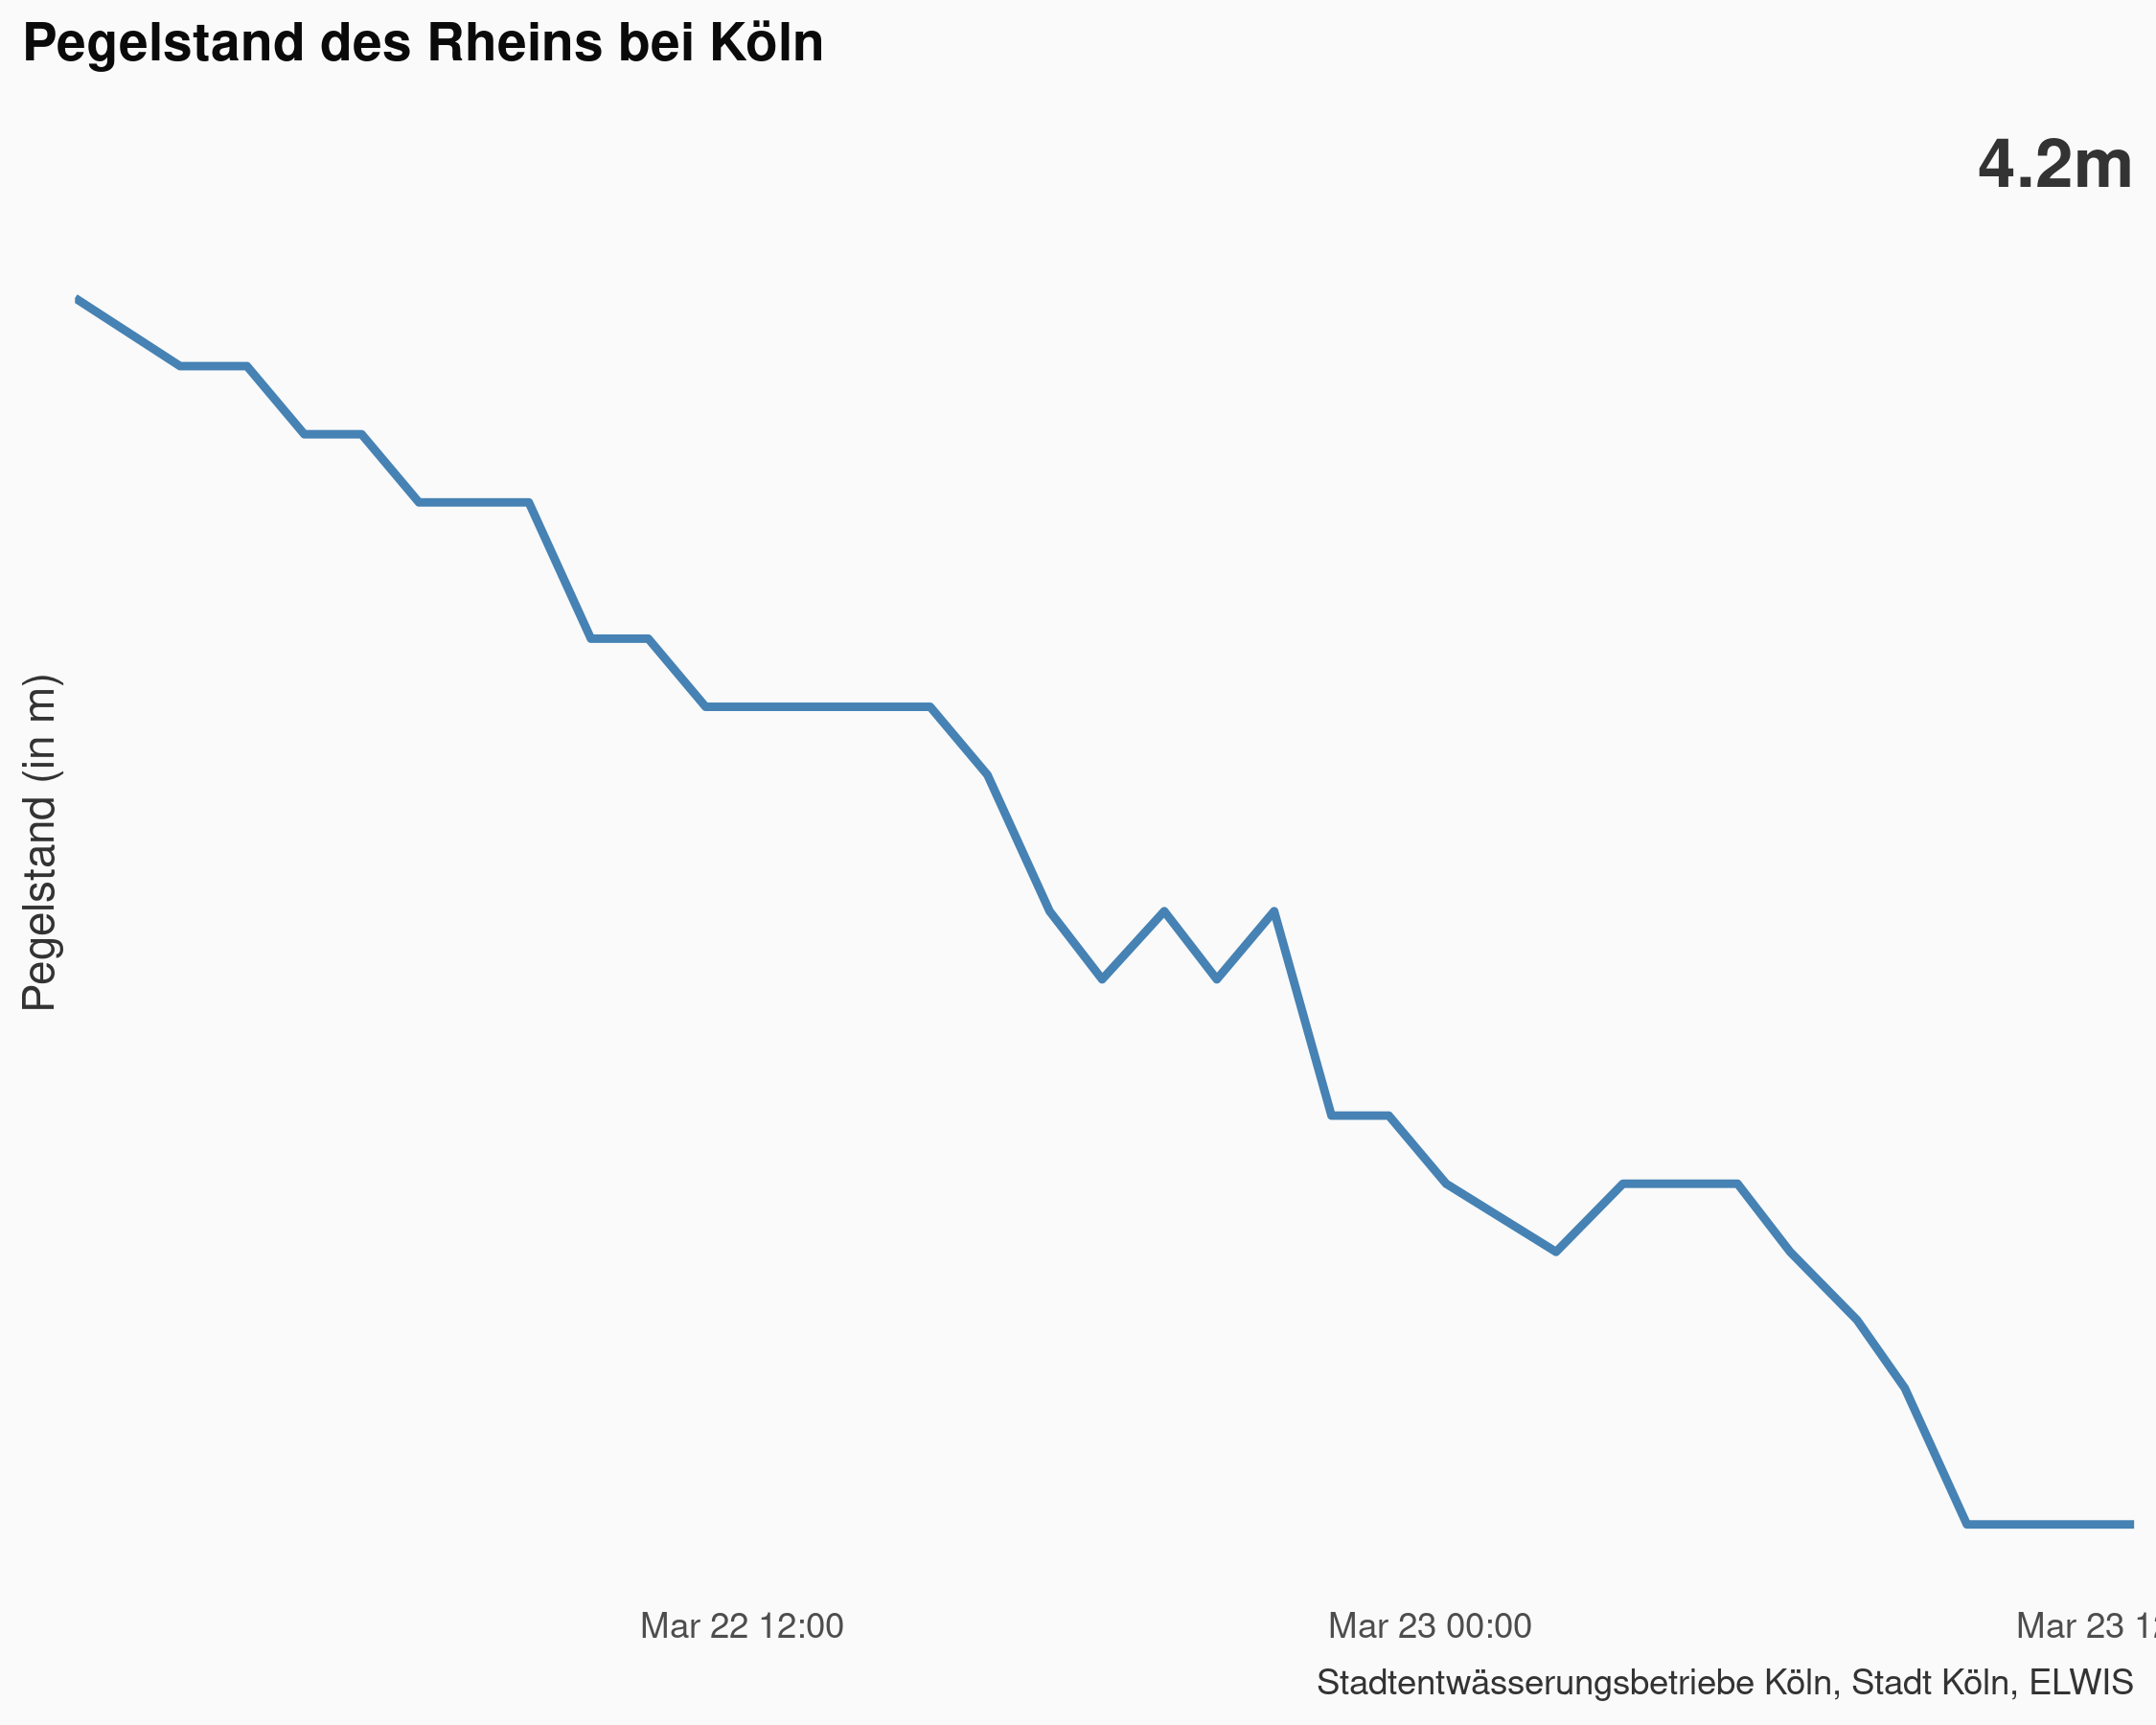 Pegelstand des Rheins bei Köln
4.2m
Pegelstand (in m)
Mar 22 12:00
Mar 23 00:00
Mar 23 1
Stadtentwässerungsbetriebe Köln, Stadt Köln, ELWIS